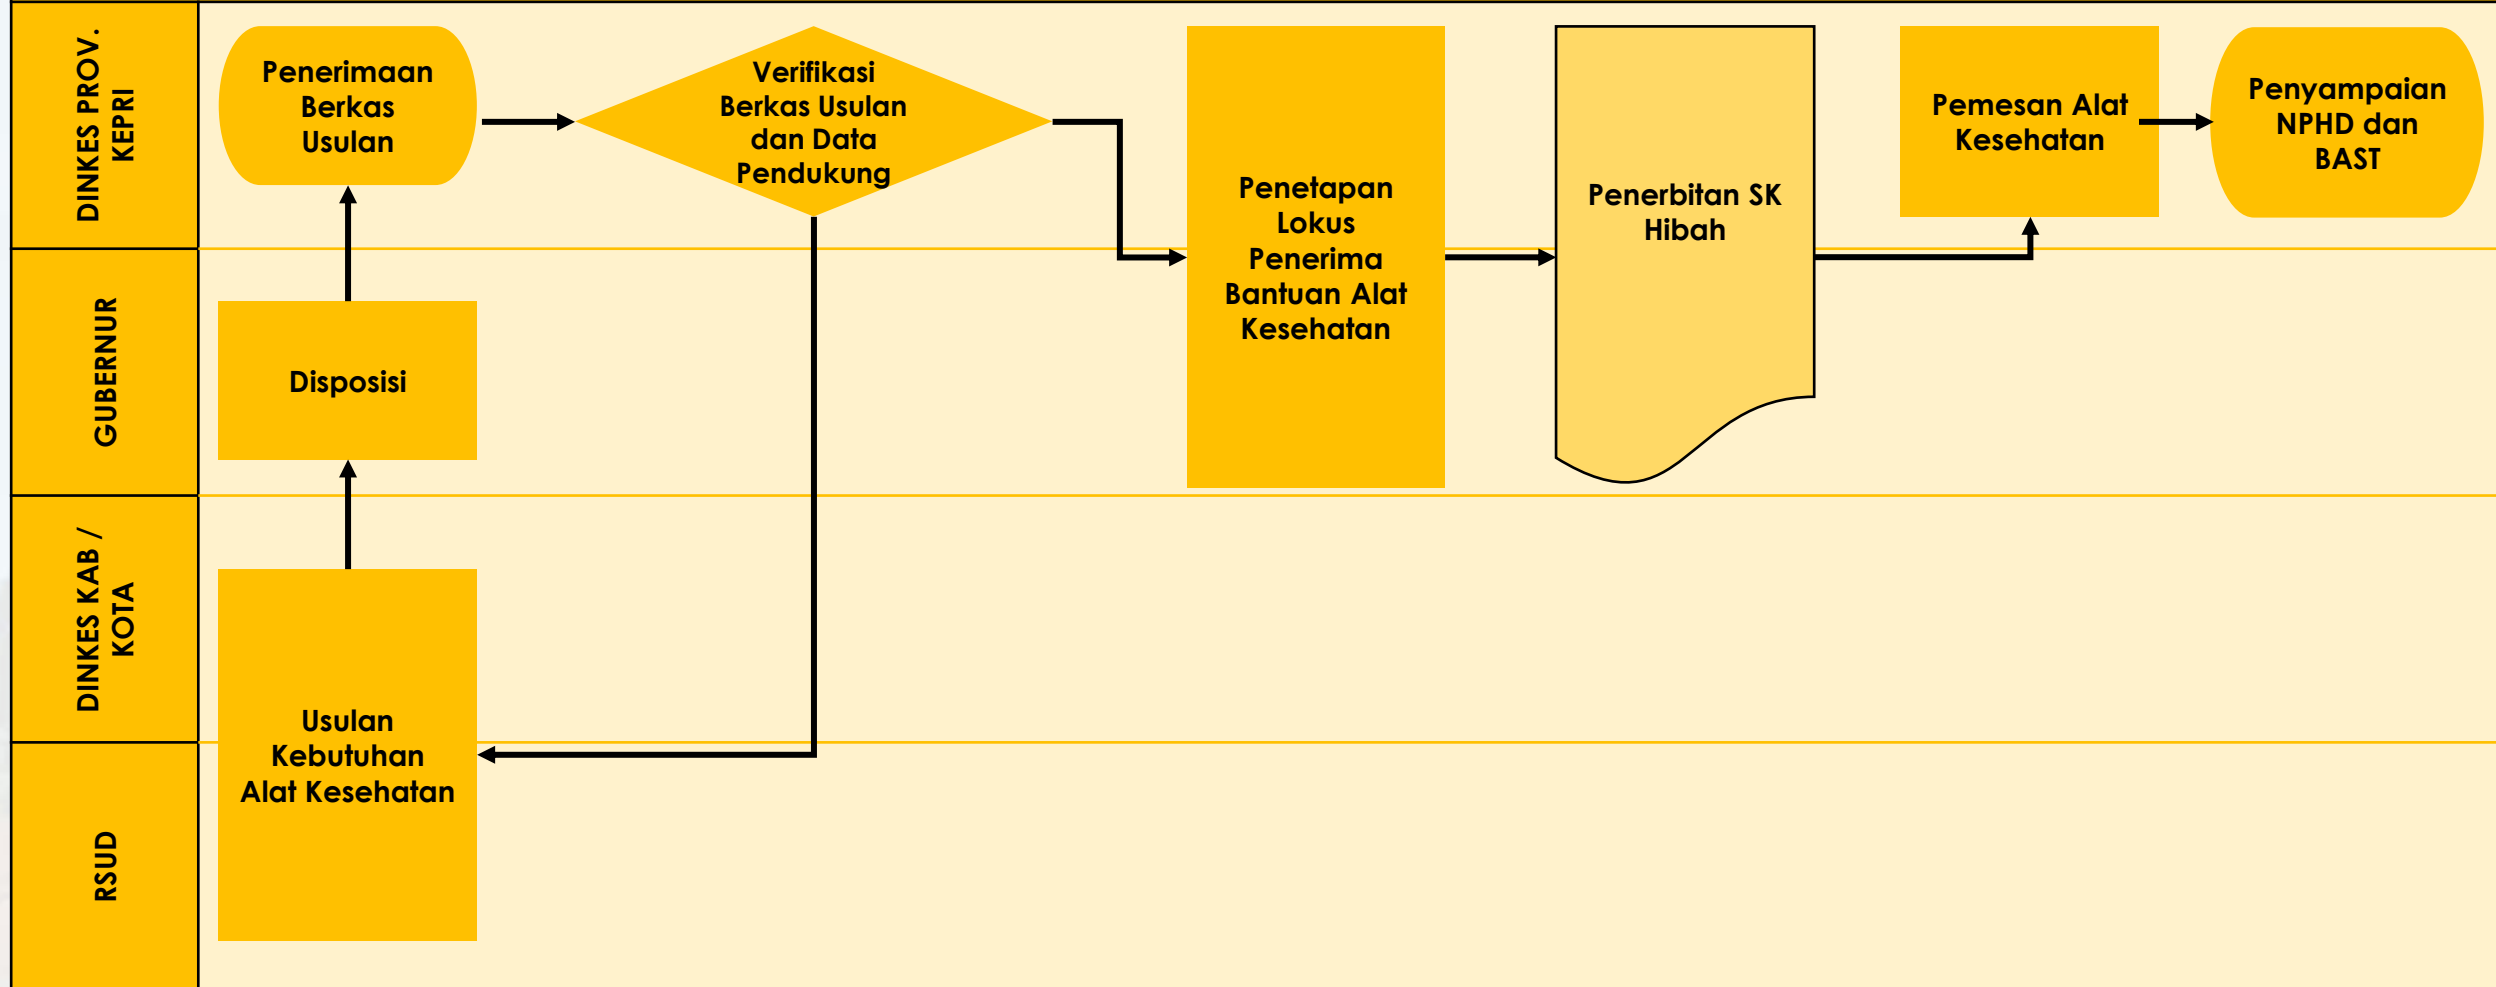 DINKES PROV.
KEPRI
Penerimaan
Berkas
Usulan
Verifikasi
Berkas Usulan
dan Data
Pendukung
Penetapan
Lokus
Penerima
Bantuan Alat
Kesehatan
Penerbitan SK
Hibah
Pemesan Alat
Kesehatan
Penyampaian
NPHD dan
BAST
GUBERNUR
Disposisi
DINKES KAB /
KOTA
Usulan
Kebutuhan
Alat Kesehatan
RSUD